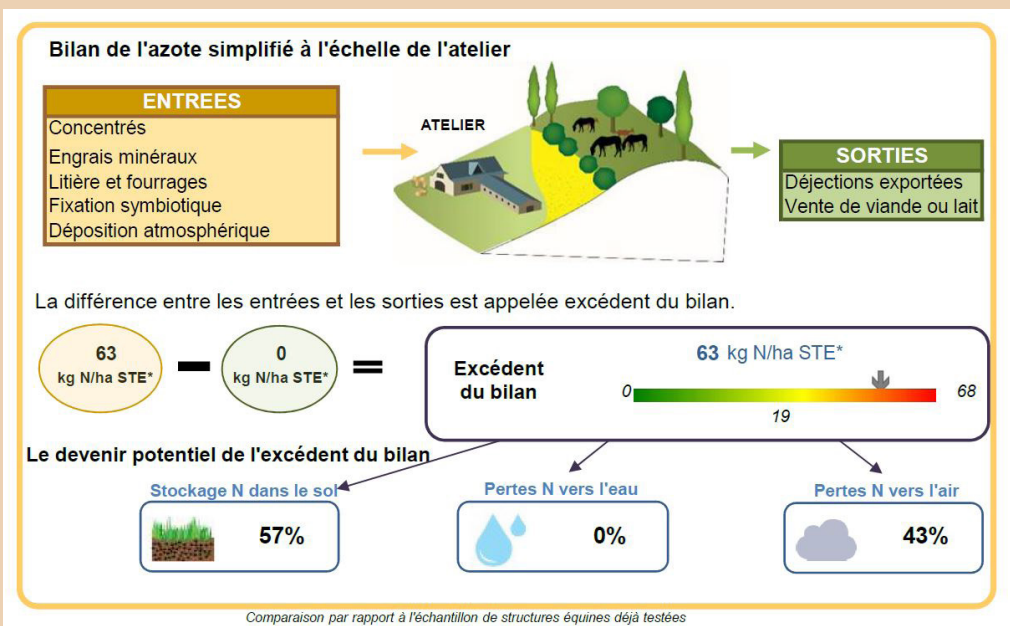 Bilan de l'azote simplifié à l'échelle de l'atelier
ENTREES
Concentrés
Engrais minéraux
Litière et fourrages
Fixation symbiotique
Déposition atmosphérique
ATELIER
SORTIES
Déjections exportées
Vente de viande ou lait
La différence entre les entrées et les sorties est appelée excédent du bilan.
63
kg N/ha STE*
0
kg N/ha STE*
Excédent
du bilan
63 kg N/ha STE*
0
68
19
Le devenir potentiel de l'excédent du bilan
Stockage N dans le sol
57%
Pertes N vers l'eau
0%
Pertes N vers l'air
43%
Comparaison par rapport à l'échantillon de structures équines déjà testées